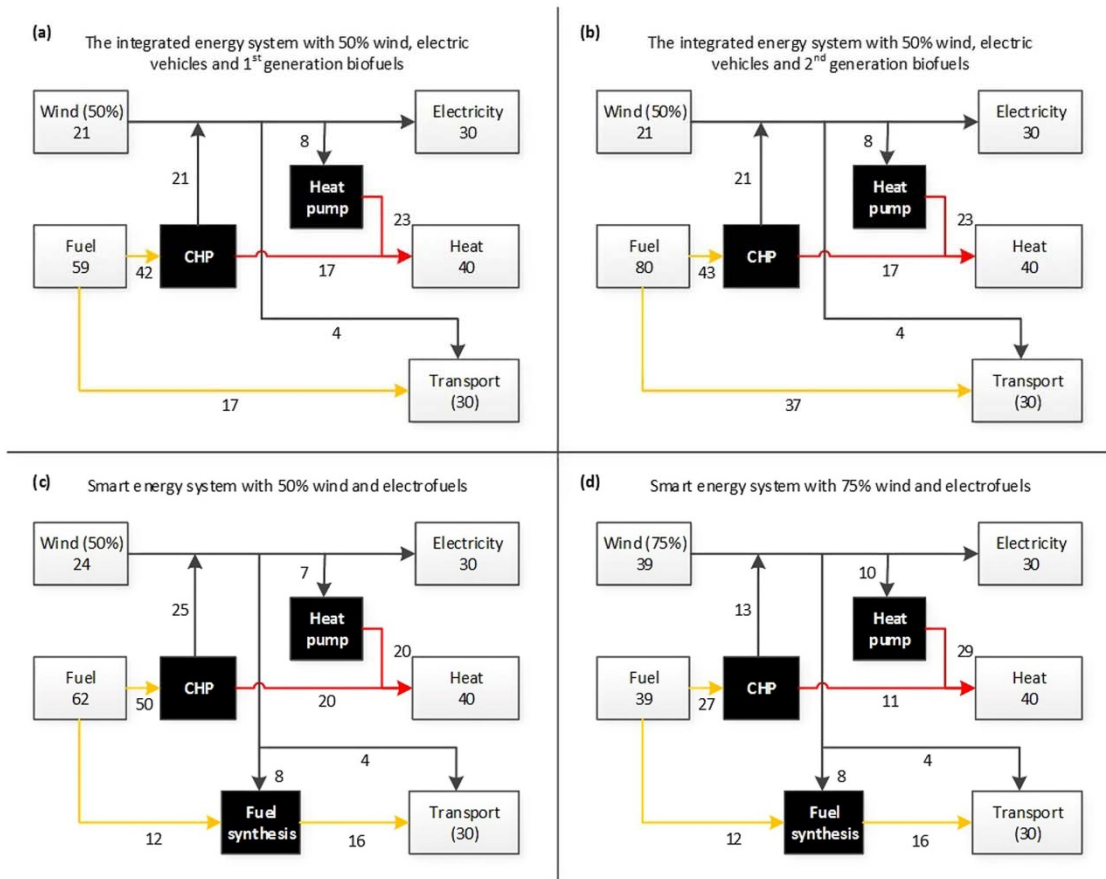 (a)
The integrated energy system with 50% wind, electric
vehicles and 1st generation biofuels
Wind (50%)
21
Electricity
30
8
21
Heat
pump
23
Fuel
59
42
CHP
17
Heat
40
4
Transport
(30)
17
(b)
The integrated energy system with 50% wind, electric
vehicles and 2nd generation biofuels
Wind (50%)
21
Electricity
30
8
21
Heat
pump
23
Fuel
80
43
CHP
17
Heat
40
4
Transport
(30)
37
(c)
Smart energy system with 50% wind and electrofuels
Wind (50%)
24
Electricity
30
7
25
Heat
pump
20
Fuel
62
50
CHP
20
Heat
40
4
8
Fuel
synthesis
12
16
Transport
(30)
(d)
Smart energy system with 75% wind and electrofuels
Wind (75%)
39
Electricity
30
10
13
Heat
pump
29
Fuel
39
27
CHP
11
Heat
40
4
8
Fuel
synthesis
12
16
Transport
(30)